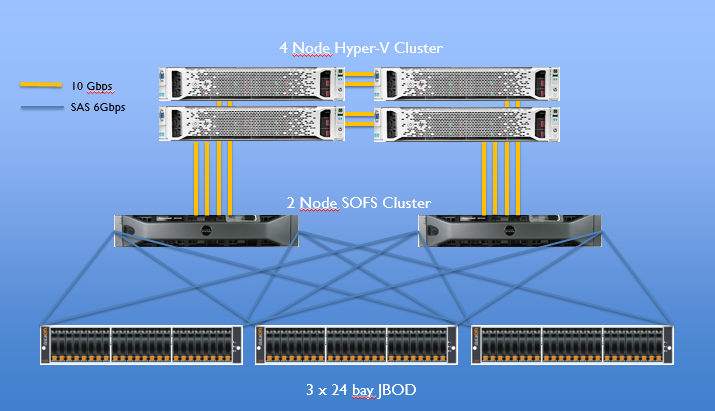 4 Node Hyper-V Cluster
10 Gbps
SAS 6Gbps
2 Node SOFS Cluster
3 x 24 bay JBOD